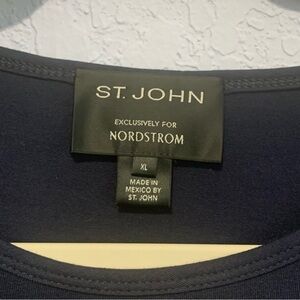 ST. JOHN
EXCLUSIVELY FOR
NORDSTROM
XL
MADE IN
MEXICO BY
ST. JOHN